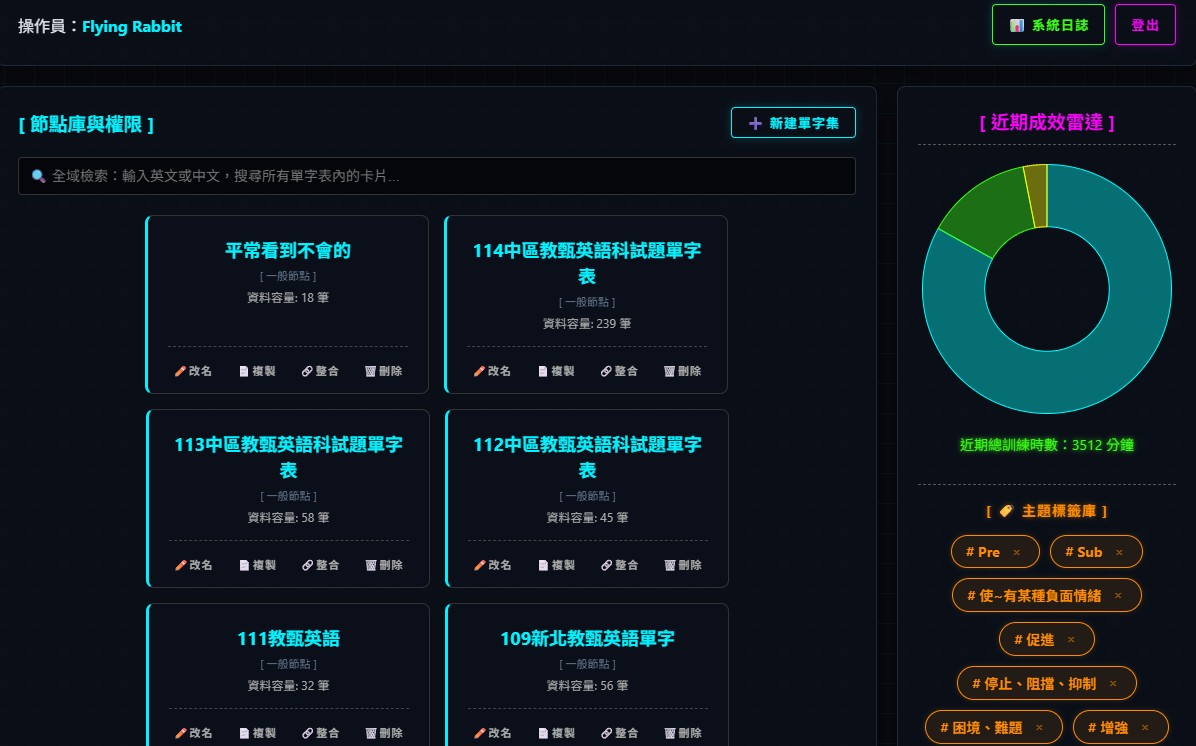 操作員：Flying Rabbit
系統日誌
登出
[ 節點庫與權限 ]
新建單字集
全域檢索：輸入英文或中文，搜尋所有單字表內的卡片...
平常看到不會的
[ 一般節點 ]
資料容量: 18 筆
改名 複製 整合 刪除
114中區教甄英語科試題單字
表
[ 一般節點 ]
資料容量: 239 筆
改名 複製 整合 刪除
113中區教甄英語科試題單字
表
[ 一般節點 ]
資料容量: 58 筆
改名 複製 整合 刪除
112中區教甄英語科試題單字
表
[ 一般節點 ]
資料容量: 45 筆
改名 複製 整合 刪除
111教甄英語
[ 一般節點 ]
資料容量: 32 筆
改名 複製 整合 刪除
109新北教甄英語單字
[ 一般節點 ]
資料容量: 56 筆
改名 複製 整合 刪除
[ 近期成效雷達 ]
近期總訓練時數：3512 分鐘
[ 主題標籤庫 ]
# Pre ×
# Sub ×
# 使~有某種負面情緒 ×
# 促進 ×
# 停止、阻擋、抑制 ×
# 困境、難題 ×
# 增強 ×